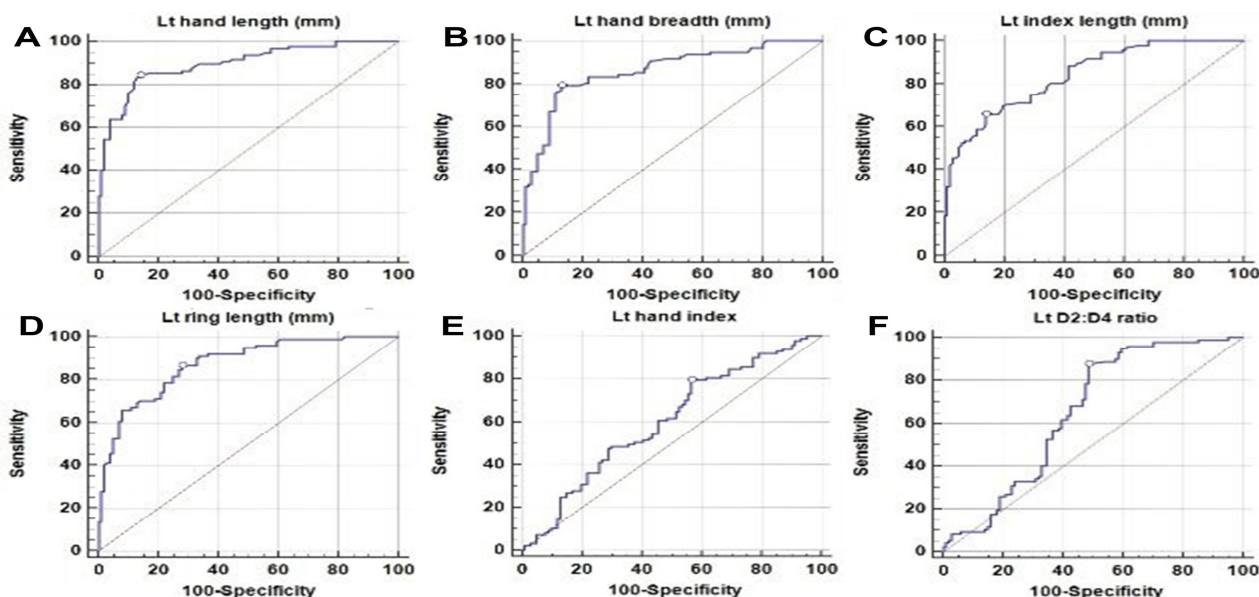 A
Lt hand length (mm)
100
80
60
40
20
0
Sensitivity
0 20 40 60 80 100
100-Specificity
B
Lt hand breadth (mm)
100
80
60
40
20
0
Sensitivity
0 20 40 60 80 100
100-Specificity
C
Lt index length (mm)
100
80
60
40
20
0
Sensitivity
0 20 40 60 80 100
100-Specificity
D
Lt ring length (mm)
100
80
60
40
20
0
Sensitivity
0 20 40 60 80 100
100-Specificity
E
Lt hand index
100
80
60
40
20
0
Sensitivity
0 20 40 60 80 100
100-Specificity
F
Lt D2:D4 ratio
100
80
60
40
20
0
Sensitivity
0 20 40 60 80 100
100-Specificity